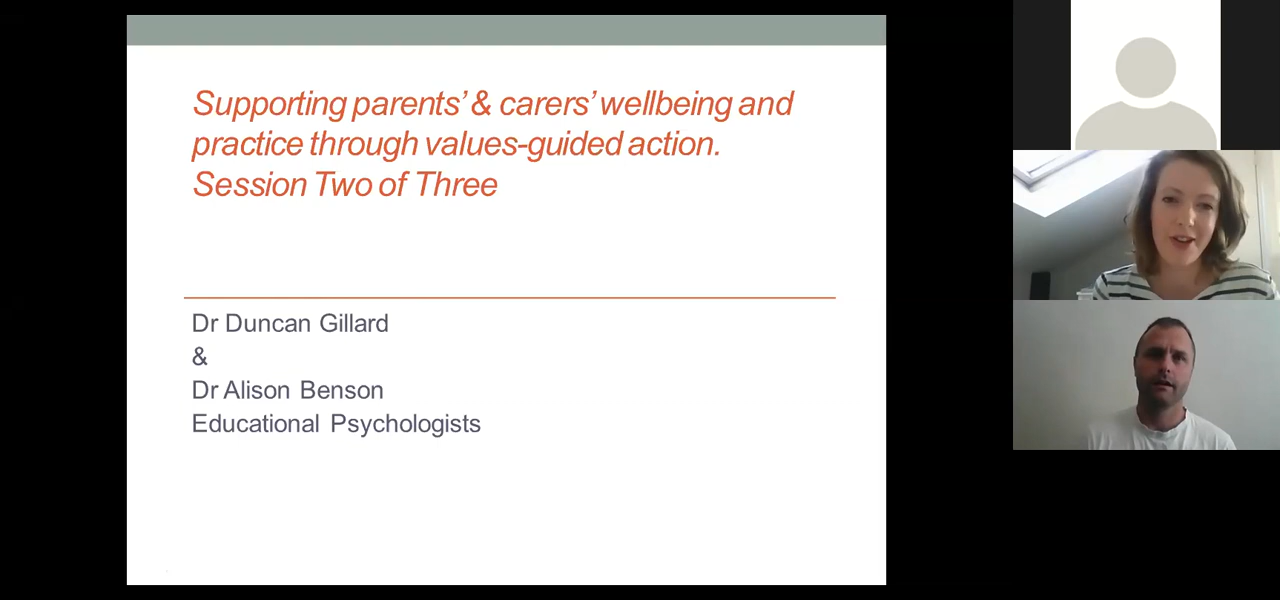 Supporting parents’ & carers’ wellbeing and
practice through values-guided action.
Session Two of Three
Dr Duncan Gillard
&
Dr Alison Benson
Educational Psychologists